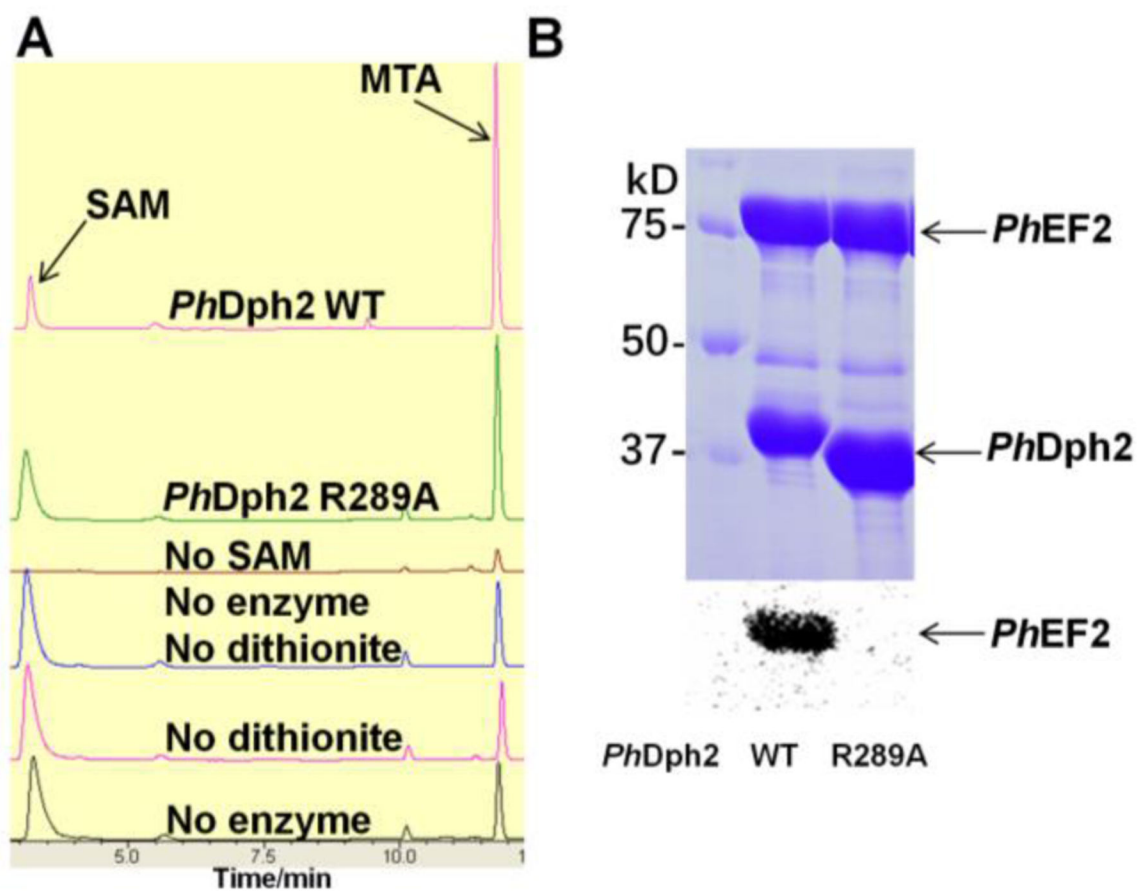 A
MTA
SAM
PhDph2 WT
PhDph2 R289A
No SAM
No enzyme
No dithionite
No dithionite
No enzyme
5.0 7.5 10.0 1
Time/min
B
kD
75-
PhEF2
50-
37-
PhDph2
PhEF2
PhDph2 WT R289A